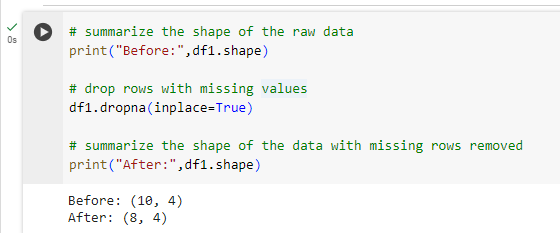 0s
# summarize the shape of the raw data
print("Before:",df1.shape)
# drop rows with missing values
df1.dropna(inplace=True)
# summarize the shape of the data with missing rows removed
print("After:",df1.shape)
Before: (10, 4)
After: (8, 4)